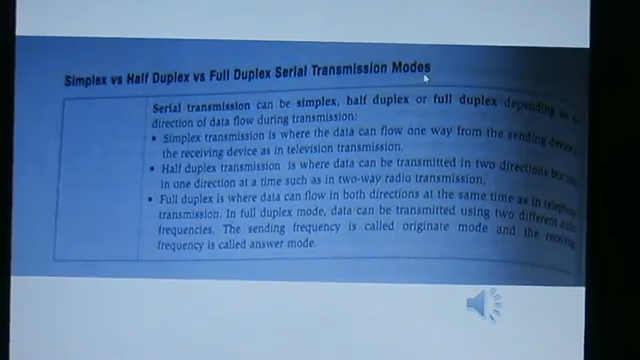 Simplex vs Half Duplex vs Full Duplex Serial Transmission Modes
Serial transmission can be simplex, half duplex or full duplex depending on
direction of data flow during transmission:
• Simplex transmission is where the data can flow one way from the sending device
the receiving device as in television transmission.
• Half duplex transmission is where data can be transmitted in two directions but
in one direction at a time such as in two-way radio transmission.
• Full duplex is where data can flow in both directions at the same time as in telephone
transmission. In full duplex mode, data can be transmitted using two different
frequencies. The sending frequency is called originate mode and the receiving
frequency is called answer mode.